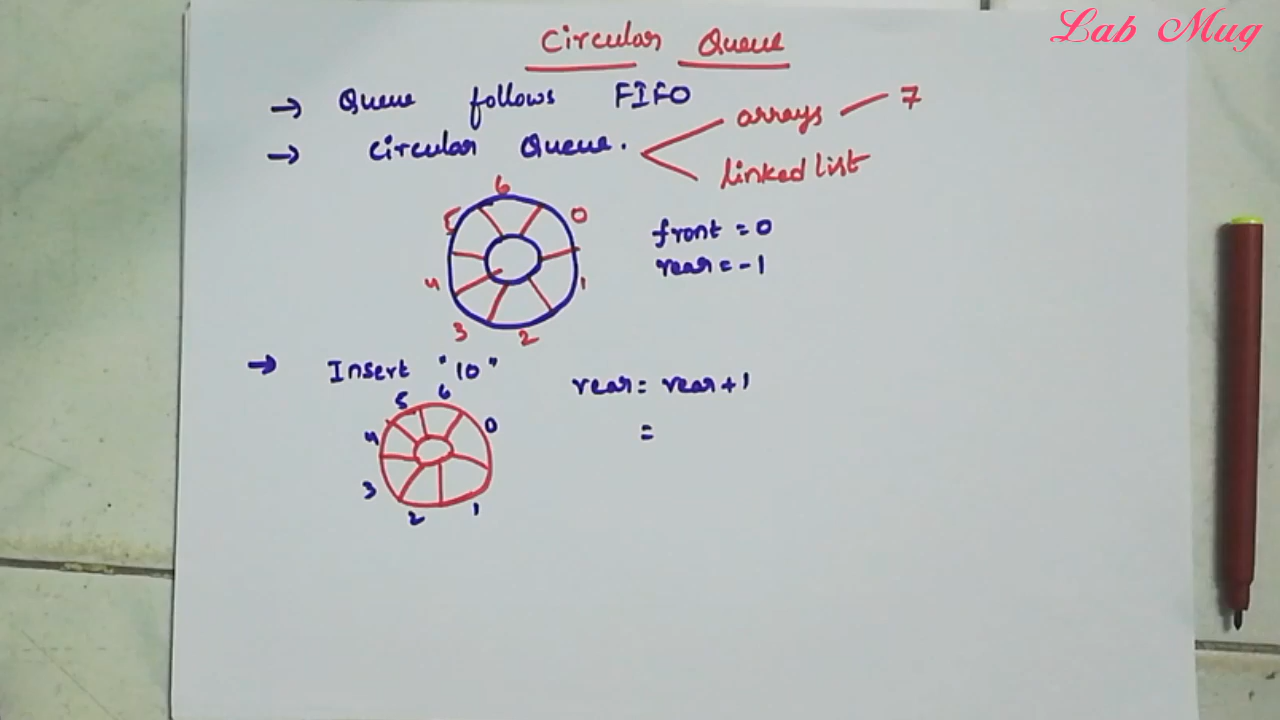 Lab Mug
Circular Queue
→ Queue follows FIFO
→ Circular Queue.
arrays 7
linked list
6
5 0
4 1
3 2
front = 0
rear = -1
→ Insert "10"
rear = rear + 1
=
5 6
4 0
3
2 1